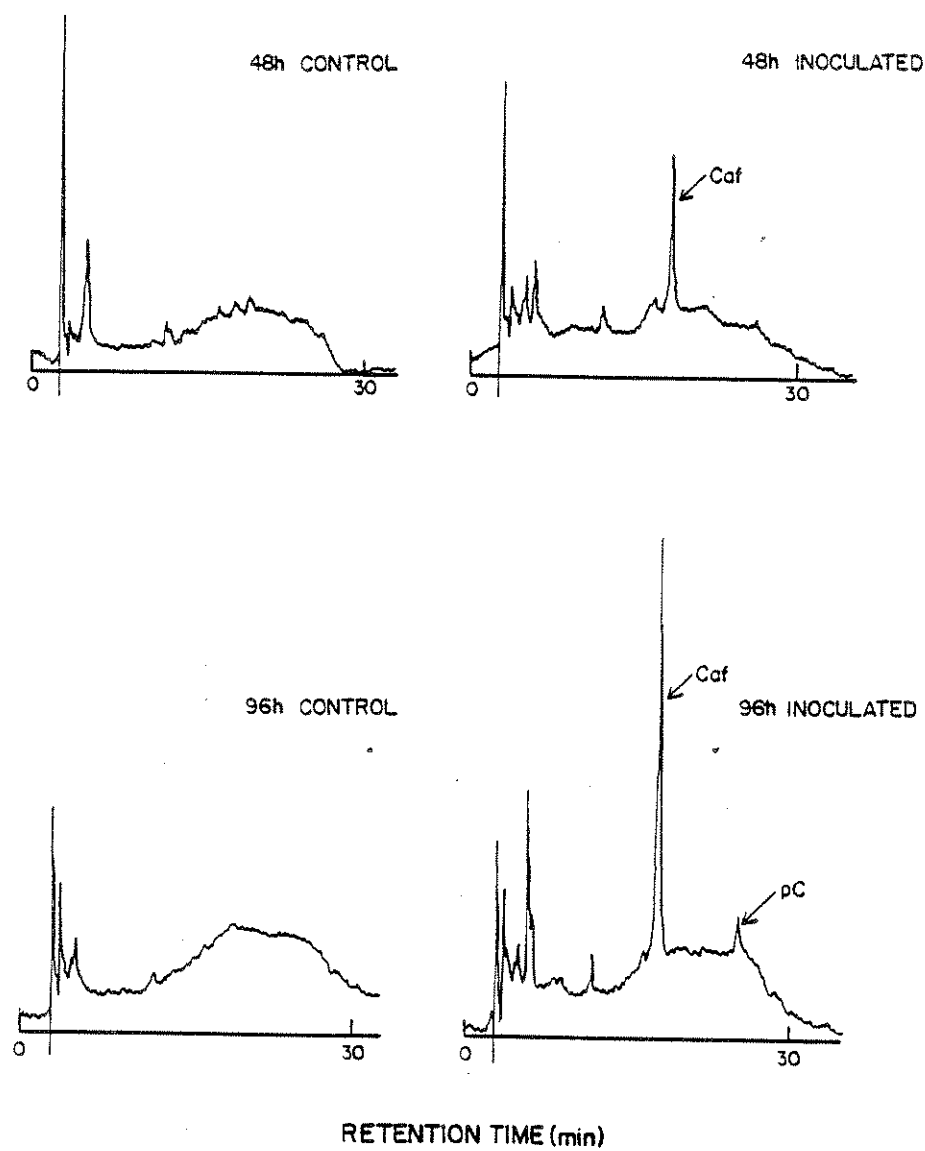 48h CONTROL
48h INOCULATED
Caf
0
30
0
30
96h CONTROL
Caf
96h INOCULATED
pC
0
30
0
30
RETENTION TIME (min)